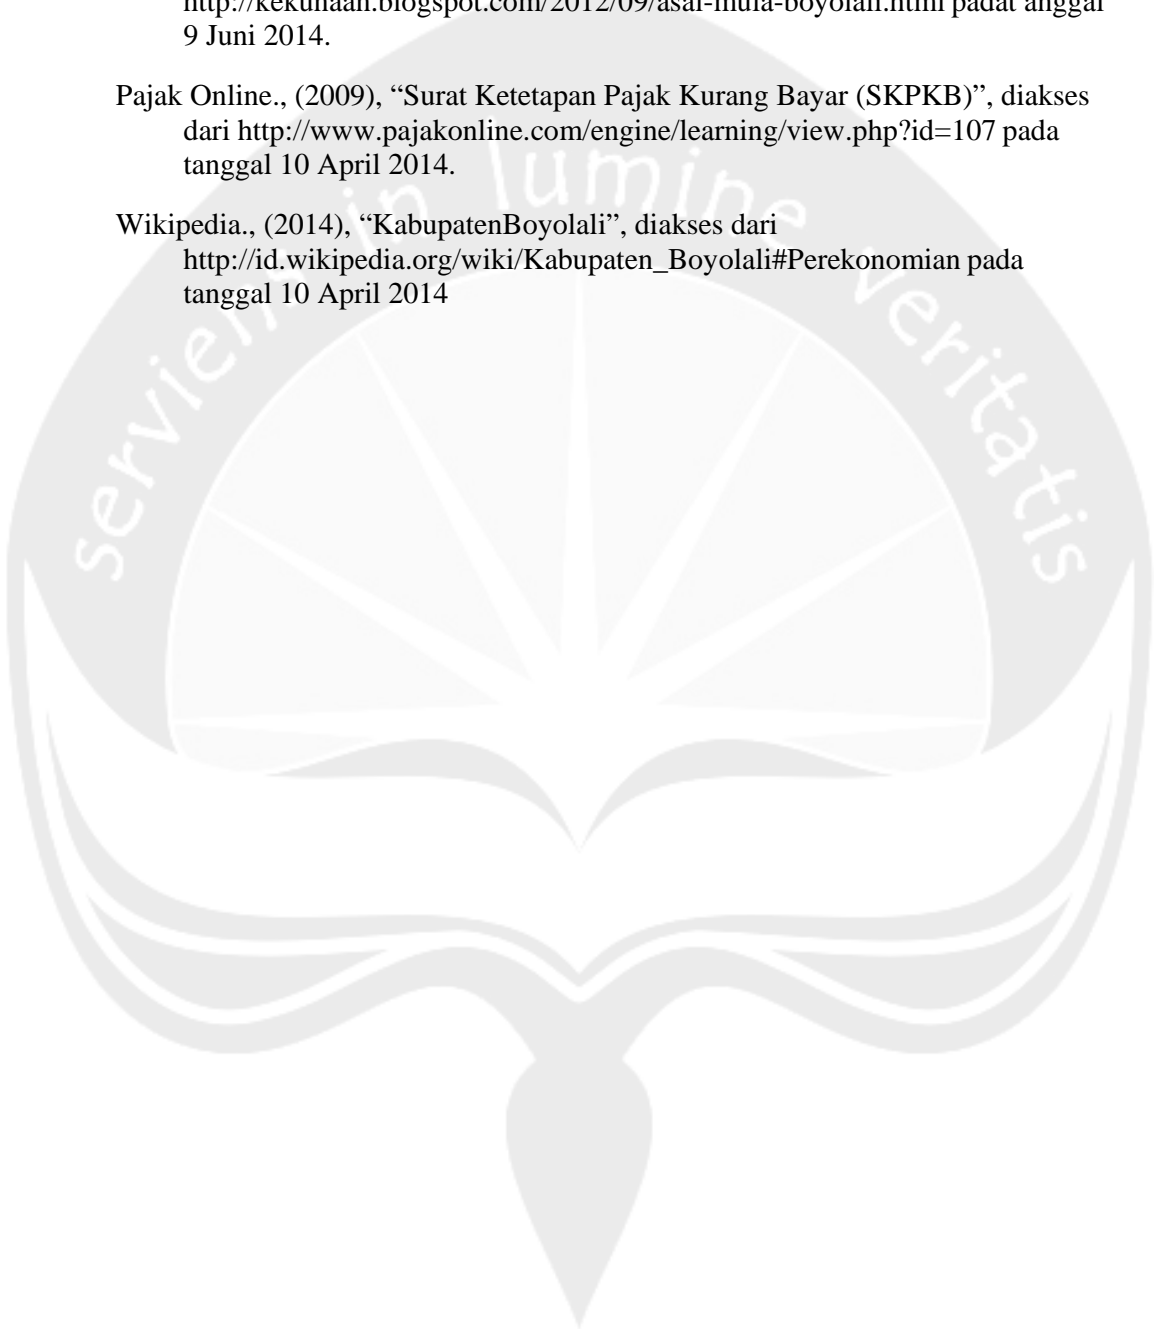 http://kekunaan.blogspot.com/2012/09/asal-mula-boyolali.html padat anggal
9 Juni 2014.
Pajak Online., (2009), “Surat Ketetapan Pajak Kurang Bayar (SKPKB)”, diakses
dari http://www.pajakonline.com/engine/learning/view.php?id=107 pada
tanggal 10 April 2014.
Wikipedia., (2014), “KabupatenBoyolali”, diakses dari
http://id.wikipedia.org/wiki/Kabupaten_Boyolali#Perekonomian pada
tanggal 10 April 2014
serviens in lumine veritatis